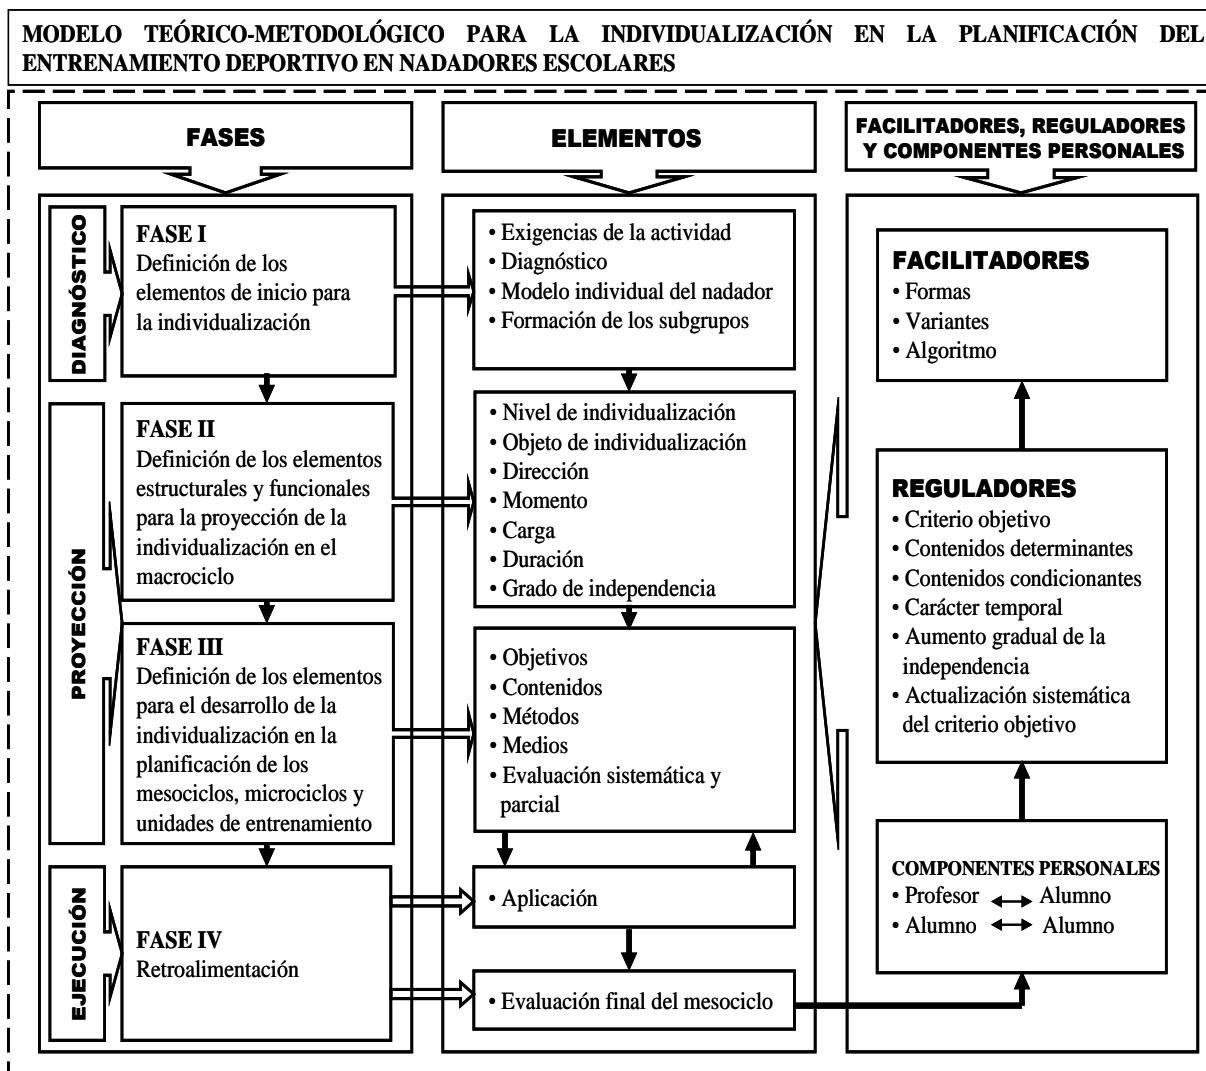 MODELO TEÓRICO-METODOLÓGICO PARA LA INDIVIDUALIZACIÓN EN LA PLANIFICACIÓN DEL
ENTRENAMIENTO DEPORTIVO EN NADADORES ESCOLARES
FASES
ELEMENTOS
FACILITADORES, REGULADORES
Y COMPONENTES PERSONALES
DIAGNÓSTICO
FASE I
Definición de los
elementos de inicio para
la individualización
PROYECCIÓN
FASE II
Definición de los elementos
estructurales y funcionales
para la proyección de la
individualización en el
macrociclo
FASE III
Definición de los elementos
para el desarrollo de la
individualización en la
planificación de los
mesociclos, microciclos y
unidades de entrenamiento
EJECUCIÓN
FASE IV
Retroalimentación
• Exigencias de la actividad
• Diagnóstico
• Modelo individual del nadador
• Formación de los subgrupos
• Nivel de individualización
• Objeto de individualización
• Dirección
• Momento
• Carga
• Duración
• Grado de independencia
• Objetivos
• Contenidos
• Métodos
• Medios
• Evaluación sistemática y
parcial
• Aplicación
• Evaluación final del mesociclo
FACILITADORES
• Formas
• Variantes
• Algoritmo
REGULADORES
• Criterio objetivo
• Contenidos determinantes
• Contenidos condicionantes
• Carácter temporal
• Aumento gradual de la
independencia
• Actualización sistemática
del criterio objetivo
COMPONENTES PERSONALES
• Profesor ↔ Alumno
• Alumno ↔ Alumno